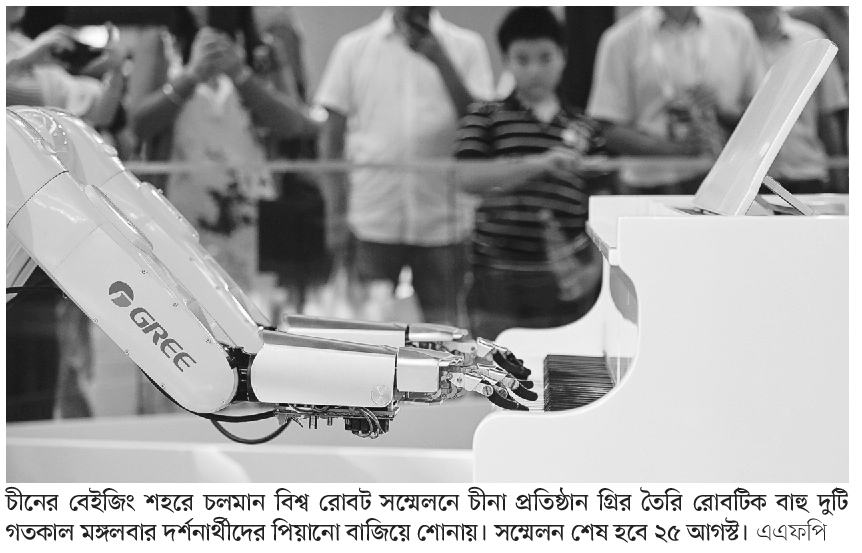 GREE
চীনের বেইজিং শহরে চলমান বিশ্ব রোবট সম্মেলনে চীনা প্রতিষ্ঠান গ্রির তৈরি রোবটিক বাহু দুটি
গতকাল মঙ্গলবার দর্শনার্থীদের পিয়ানো বাজিয়ে শোনায়। সম্মেলন শেষ হবে ২৫ আগস্ট। এএফপি